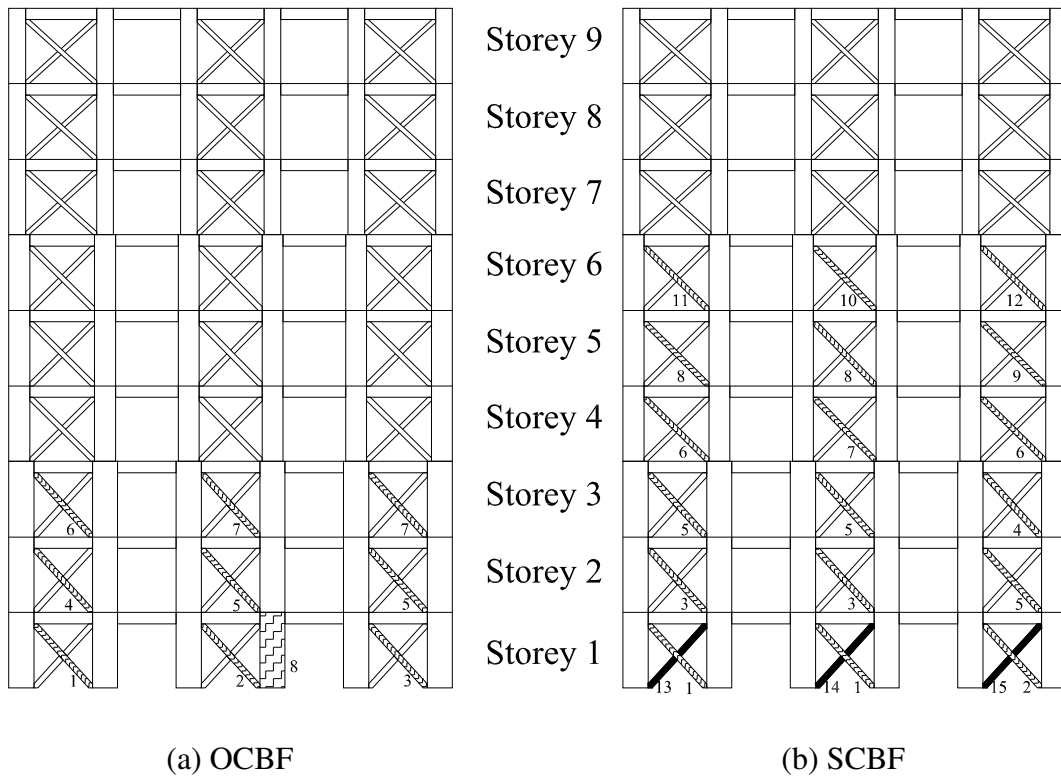 Storey 9
Storey 8
Storey 7
Storey 6
11 10 12
Storey 5
8 8 9
Storey 4
6 7 6
Storey 3
6 7 7
5 5 4
Storey 2
4 5 5
3 3 5
Storey 1
1 2 8 3
13 1 14 1 15 2
(a) OCBF
(b) SCBF